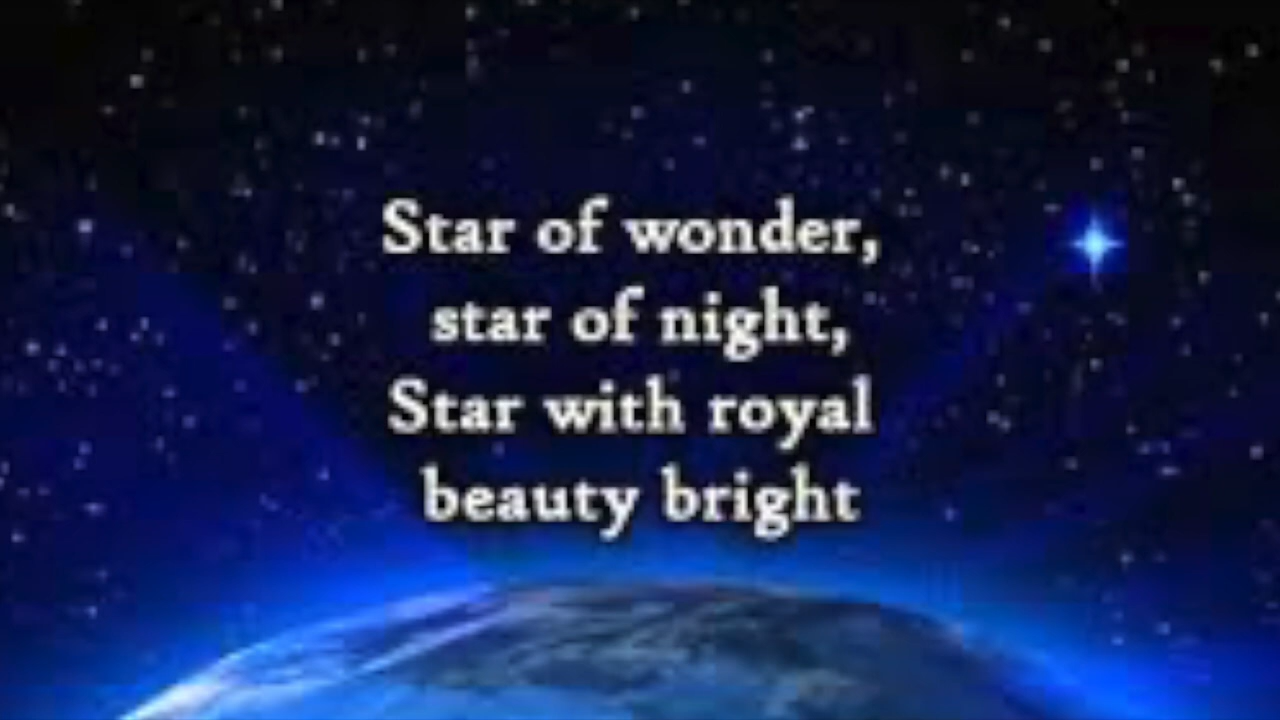 Star of wonder,
star of night,
Star with royal
beauty bright